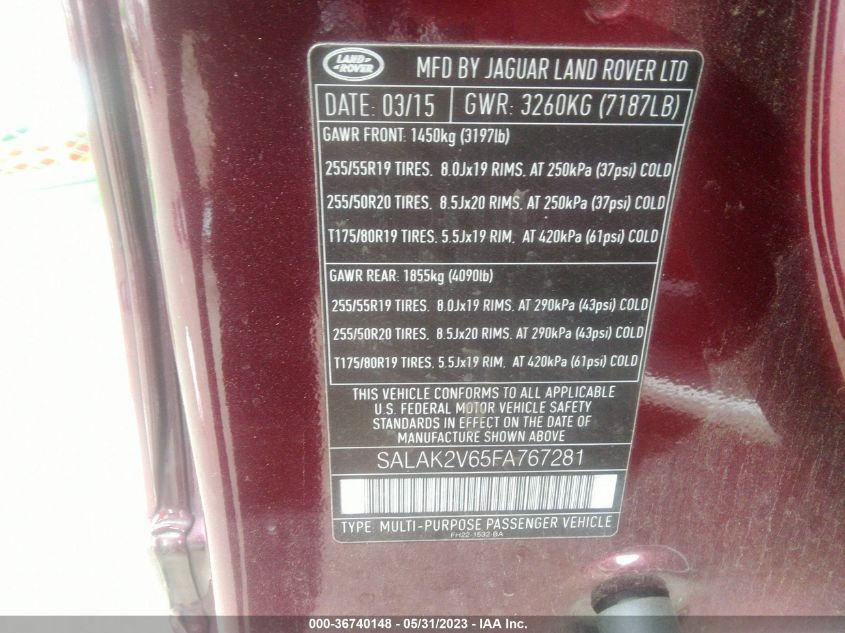 LAND ROVER
MFD BY JAGUAR LAND ROVER LTD
DATE: 03/15 GWR: 3260KG (7187LB)
GAWR FRONT: 1450kg (3197lb)
255/55R19 TIRES. 8.0Jx19 RIMS. AT 250kPa (37psi) COLD
255/50R20 TIRES. 8.5Jx20 RIMS. AT 250kPa (37psi) COLD
T175/80R19 TIRES. 5.5Jx19 RIM. AT 420kPa (61psi) COLD
GAWR REAR: 1855kg (4090lb)
255/55R19 TIRES. 8.0Jx19 RIMS. AT 290kPa (43psi) COLD
255/50R20 TIRES. 8.5Jx20 RIMS. AT 290kPa (43psi) COLD
T175/80R19 TIRES. 5.5Jx19 RIM. AT 420kPa (61psi) COLD
THIS VEHICLE CONFORMS TO ALL APPLICABLE
U.S. FEDERAL MOTOR VEHICLE SAFETY
STANDARDS IN EFFECT ON THE DATE OF
MANUFACTURE SHOWN ABOVE
SALAK2V65FA767281
TYPE: MULTI-PURPOSE PASSENGER VEHICLE
FH22-1532-BA
000-36740148 - 05/31/2023 - IAA Inc.